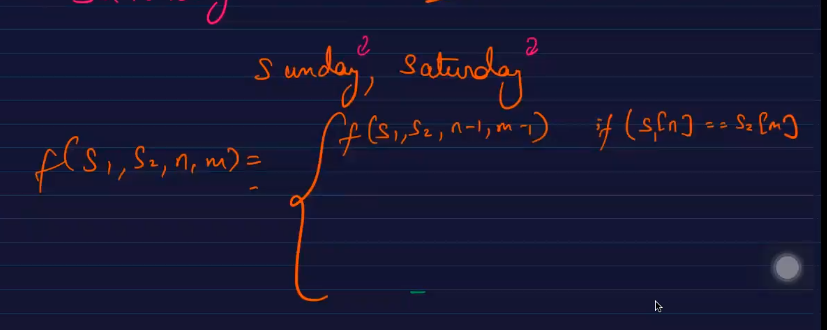 Sunday, Saturday
f(S1, S2, n-1, m-1) if (S1[n] == S2[m]
f(S1, S2, n, m) =